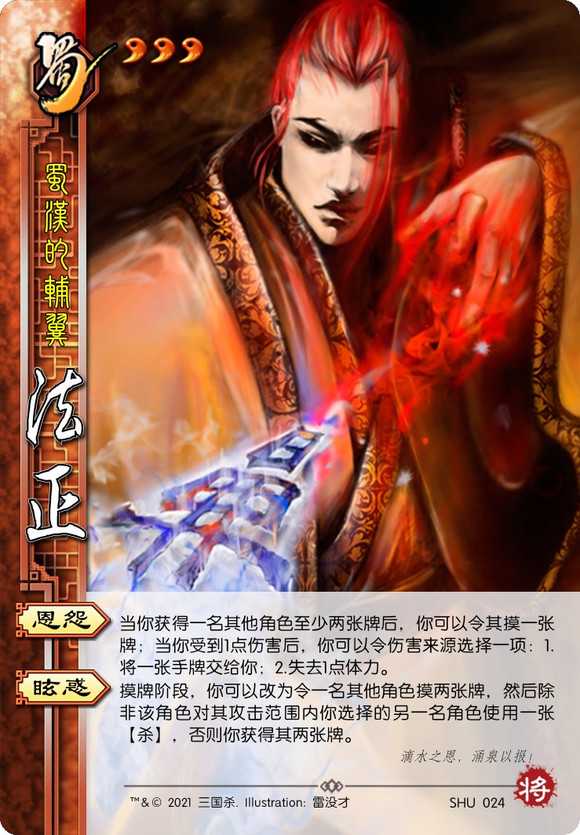 蜀
蜀漢的輔翼
法正
恩怨
当你获得一名其他角色至少两张牌后，你可以令其摸一张
牌；当你受到1点伤害后，你可以令伤害来源选择一项：1.
将一张手牌交给你；2.失去1点体力。
眩惑
摸牌阶段，你可以改为令一名其他角色摸两张牌，然后除
非该角色对其攻击范围内你选择的另一名角色使用一张
【杀】，否则你获得其两张牌。
滴水之恩，涌泉以报！
™&© 2021 三国杀. Illustration: 雷没才
SHU 024
将